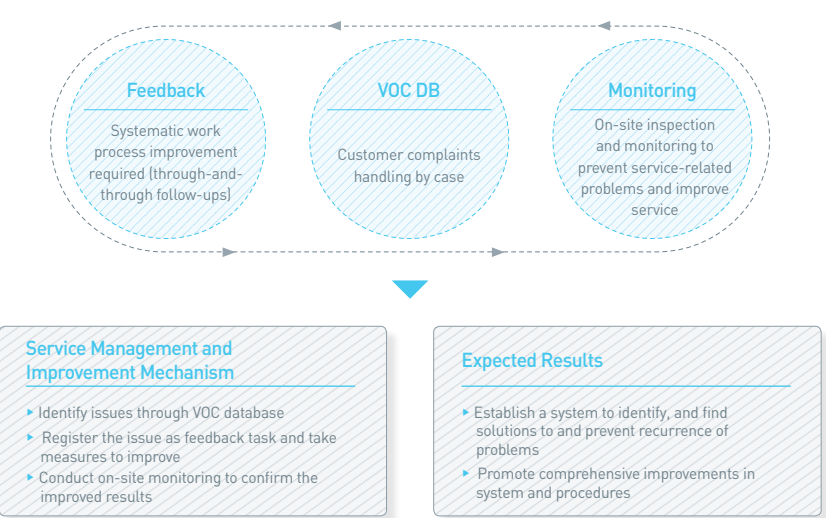 Feedback
Systematic work
process improvement
required (through-and-
through follow-ups)
VOC DB
Customer complaints
handling by case
Monitoring
On-site inspection
and monitoring to
prevent service-related
problems and improve
service
Service Management and
Improvement Mechanism
Identify issues through VOC database
Register the issue as feedback task and take
measures to improve
Conduct on-site monitoring to confirm the
improved results
Expected Results
Establish a system to identify, and find
solutions to and prevent recurrence of
problems
Promote comprehensive improvements in
system and procedures